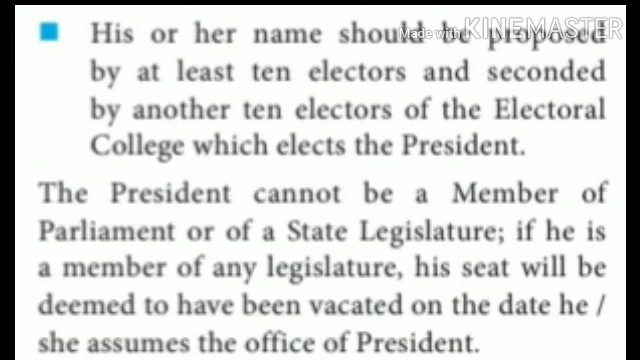 Made with KINEMASTER
His or her name should be proposed
by at least ten electors and seconded
by another ten electors of the Electoral
College which elects the President.
The President cannot be a Member of
Parliament or of a State Legislature; if he is
a member of any legislature, his seat will be
deemed to have been vacated on the date he /
she assumes the office of President.